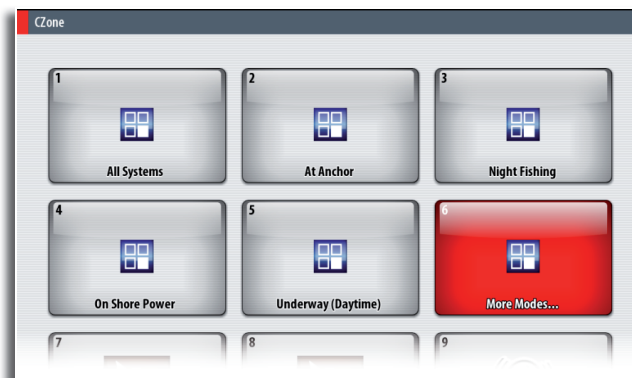 CZone
1
2
3
All Systems
At Anchor
Night Fishing
4
5
6
On Shore Power
Underway (Daytime)
More Modes...
7
8
9